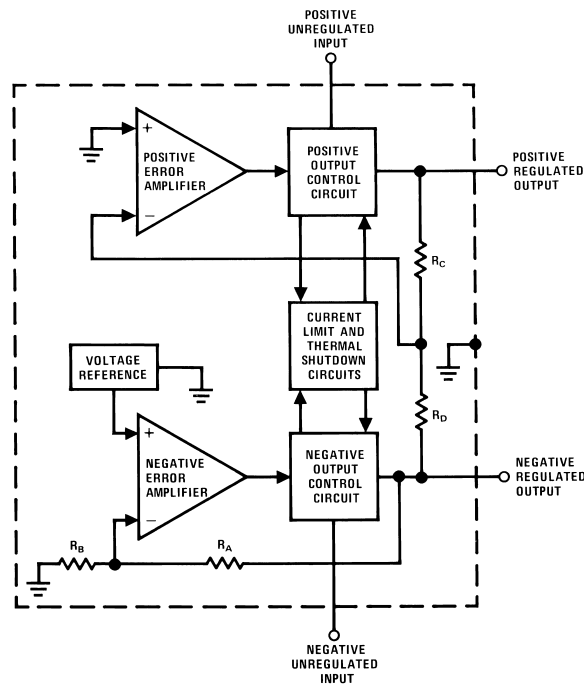 POSITIVE
UNREGULATED
INPUT
+
POSITIVE
ERROR
AMPLIFIER
−
POSITIVE
OUTPUT
CONTROL
CIRCUIT
POSITIVE
REGULATED
OUTPUT
RC
CURRENT
LIMIT AND
THERMAL
SHUTDOWN
CIRCUITS
VOLTAGE
REFERENCE
RD
+
NEGATIVE
ERROR
AMPLIFIER
−
NEGATIVE
OUTPUT
CONTROL
CIRCUIT
NEGATIVE
REGULATED
OUTPUT
RB
RA
NEGATIVE
UNREGULATED
INPUT